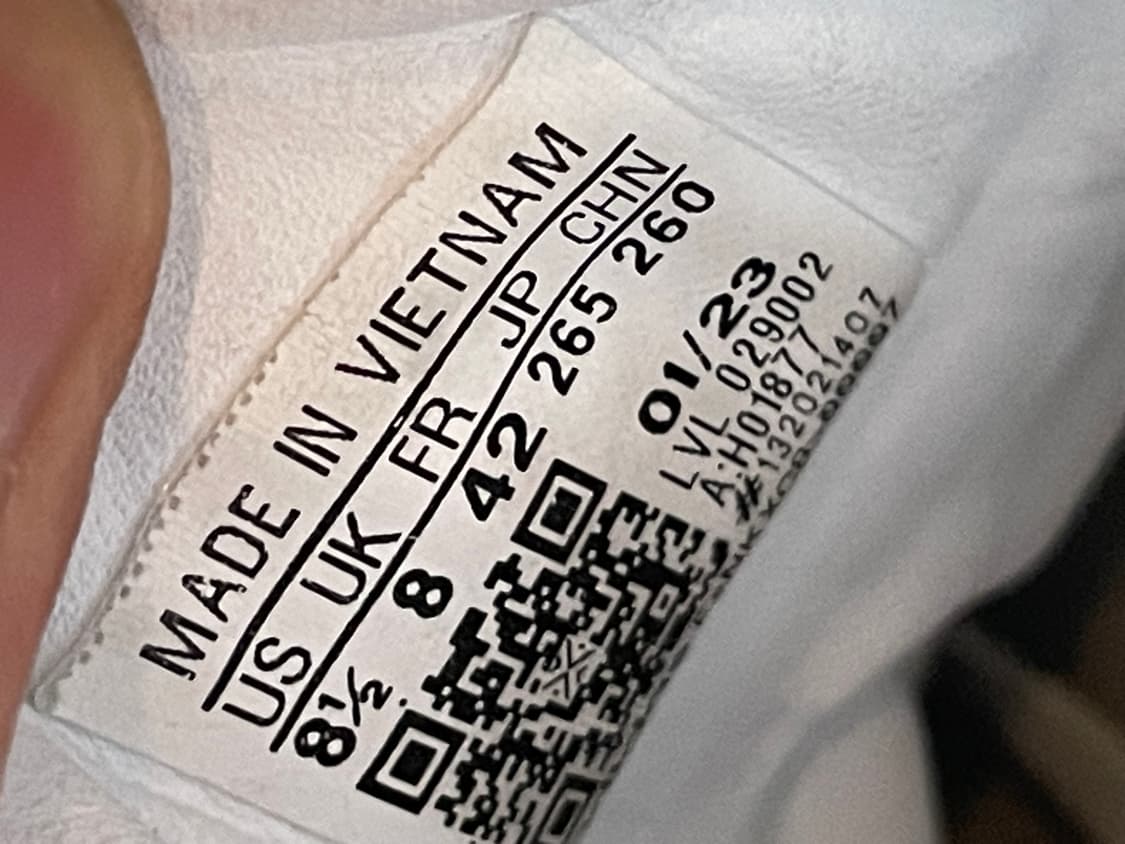 MADE IN VIETNAM
US UK FR JP CHN
8½ 8 42 265 260
01/23
LVL 029002
A:H01877
#1320214407